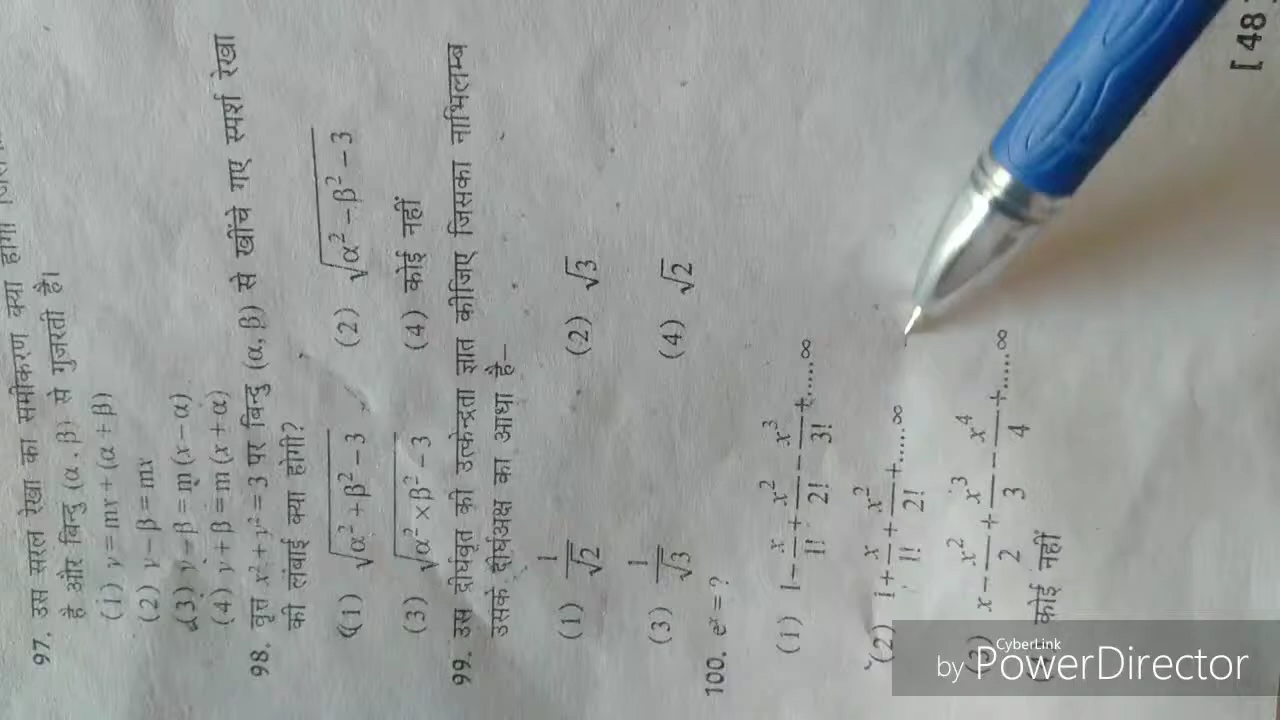 97. उस सरल रेखा का समीकरण क्या होगा
है और बिन्दु (α, β) से गुजरती है।
(1) y = mx + (α + β)
(2) y − β = mx
(3) y = β = m (x − α)
(4) y + β = m (x + α)
98. वृत्त x² + y² = 3 पर बिन्दु (α, β) से खींचे गए स्पर्श रेखा
की लंबाई क्या होगी?
(1) √(α² + β² − 3) (2) √(α² − β² − 3)
(3) √(α² × β² − 3) (4) कोई नहीं
99. उस दीर्घवृत की उत्केन्द्रता ज्ञात कीजिए जिसका नाभिलम्ब
उसके दीर्घअक्ष का आधा है–
(1) 1/√2 (2) √3
(3) 1/√3 (4) √2
100. eˣ = ?
(1) 1 − x/1! + x²/2! − x³/3! + ..... ∞
(2) 1 + x/1! + x²/2! + ..... ∞
(3) x − x²/2 + x³/3 − x⁴/4 + ..... ∞
कोई नहीं
[ 48
by CyberLink PowerDirector